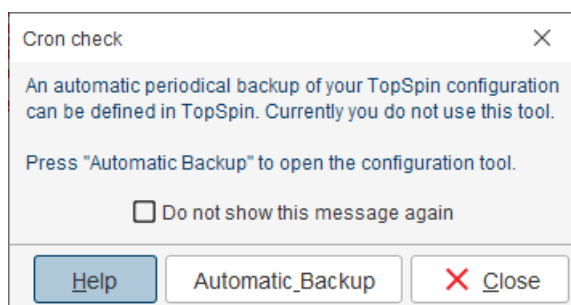 Cron check
An automatic periodical backup of your TopSpin configuration
can be defined in TopSpin. Currently you do not use this tool.
Press "Automatic Backup" to open the configuration tool.
Do not show this message again
Help Automatic_Backup Close